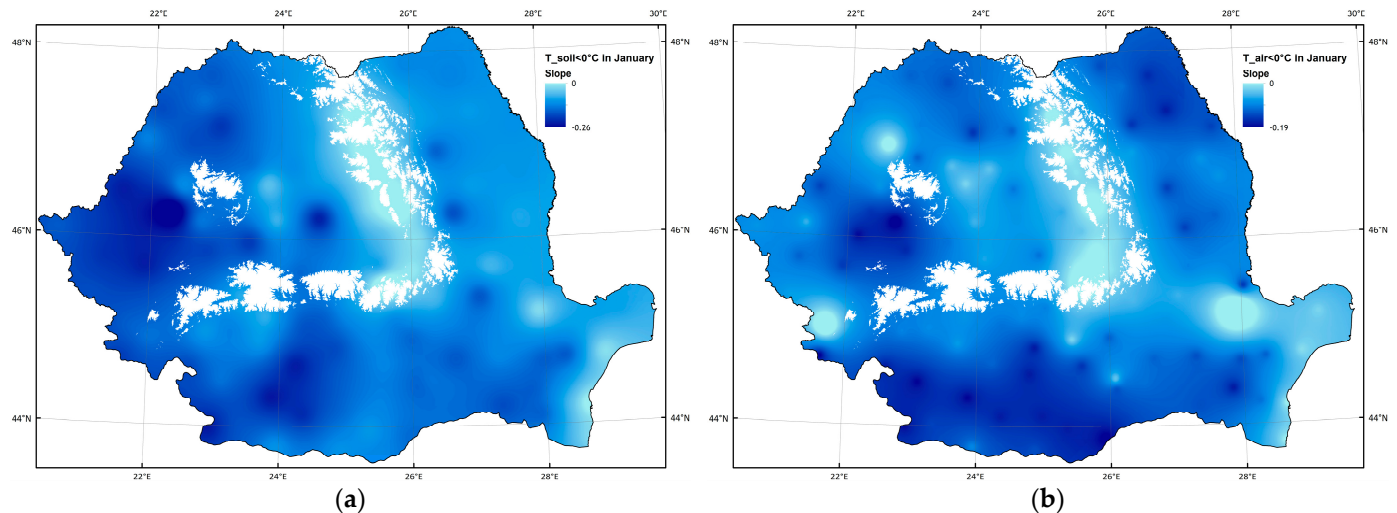 22°E 24°E 26°E 28°E 30°E
48°N 48°N
T_soil<0°C in January
Slope
0
-0.26
46°N 46°N
44°N 44°N
22°E 24°E 26°E 28°E
(a)
22°E 24°E 26°E 28°E 30°E
48°N 48°N
T_air<0°C in January
Slope
0
-0.19
46°N 46°N
44°N 44°N
22°E 24°E 26°E 28°E
(b)